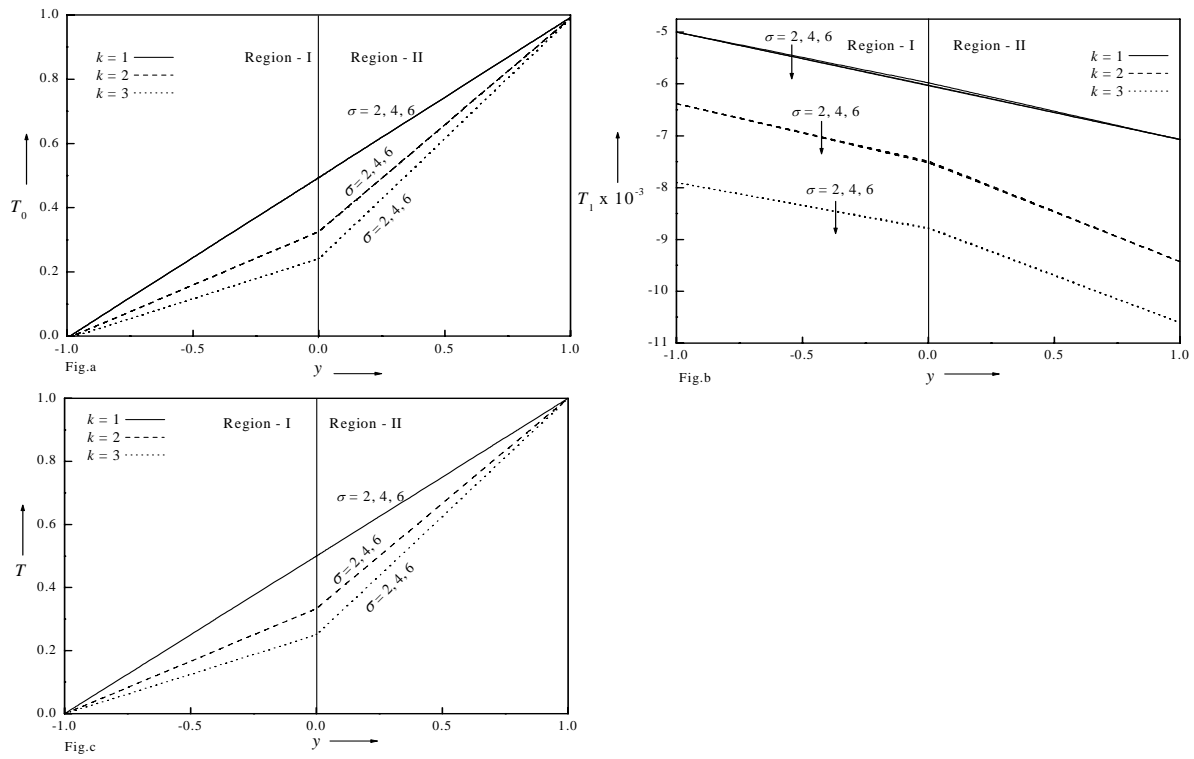 1.0
0.8
0.6
0.4
0.2
0.0
T₀
k = 1
k = 2
k = 3
Region - I
Region - II
σ = 2, 4, 6
σ = 2, 4, 6
σ = 2, 4, 6
-1.0 -0.5 0.0 0.5 1.0
y
Fig.a
-5
-6
-7
-8
-9
-10
-11
T₁ x 10⁻³
σ = 2, 4, 6
Region - I
Region - II
k = 1
k = 2
k = 3
σ = 2, 4, 6
σ = 2, 4, 6
-1.0 -0.5 0.0 0.5 1.0
y
Fig.b
1.0
0.8
0.6
0.4
0.2
0.0
T
k = 1
k = 2
k = 3
Region - I
Region - II
σ = 2, 4, 6
σ = 2, 4, 6
σ = 2, 4, 6
-1.0 -0.5 0.0 0.5 1.0
y
Fig.c